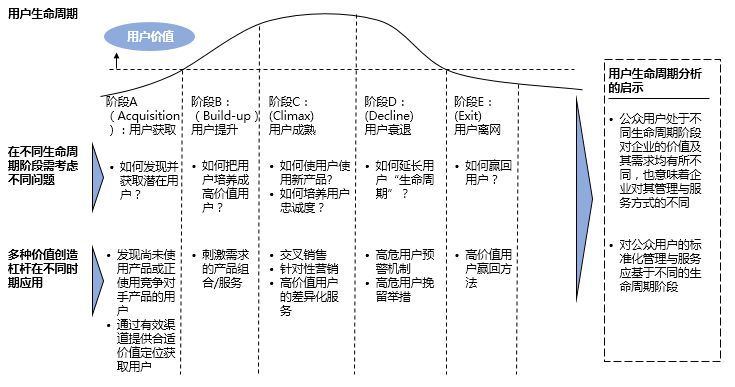 用户生命周期
用户价值
阶段A
（Acquisition
）：用户获取
阶段B：
（Build-up）
用户提升
阶段C：
(Climax)
用户成熟
阶段D：
(Decline)
用户衰退
阶段E：
(Exit)
用户离网
在不同生命周
期阶段需考虑
不同问题
• 如何发现并
获取潜在用
户？
• 如何把用
户培养成
高价值用
户？
• 如何使用户使
用新产品?
• 如何培养用户
忠诚度？
• 如何延长用
户“生命周
期”？
• 如何赢回
用户？
多种价值创造
杠杆在不同时
期应用
• 发现尚未使
用产品或正
使用竞争对
手产品的用
户
• 通过有效渠
道提供合适
价值定位获
取用户
• 刺激需求
的产品组
合/服务
• 交叉销售
• 针对性营销
• 高价值用户
的差异化服
务
• 高危用户预
警机制
• 高危用户挽
留举措
• 高价值用
户赢回方
法
用户生命周期分析
的启示
• 公众用户处于不
同生命周期阶段
对企业的价值及
其需求均有所不
同，也意味着企
业对其管理与服
务方式的不同
• 对公众用户的标
准化管理与服务
应基于不同的生
命周期阶段